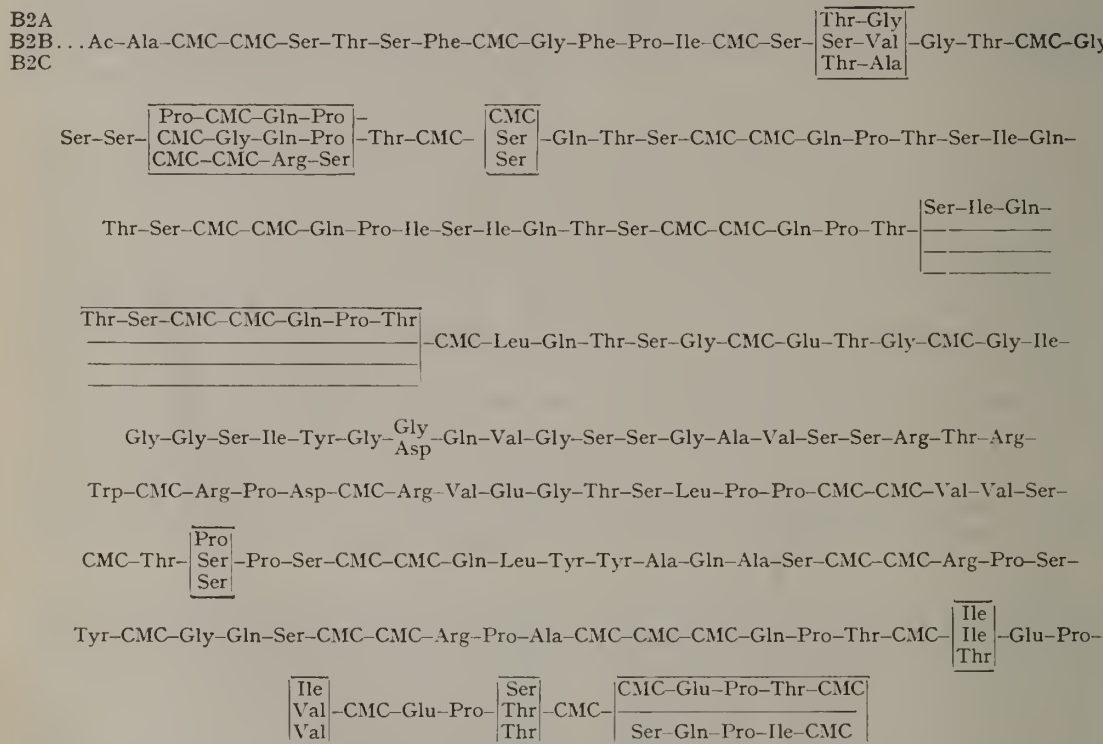 B2A Thr–Gly
B2B...Ac–Ala–CMC–CMC–Ser–Thr–Ser–Phe–CMC–Gly–Phe–Pro–Ile–CMC–Ser– Ser–Val –Gly–Thr–CMC–Gly
B2C Thr–Ala
Pro–CMC–Gln–Pro – CMC
Ser–Ser– CMC–Gly–Gln–Pro –Thr–CMC– Ser –Gln–Thr–Ser–CMC–CMC–Gln–Pro–Thr–Ser–Ile–Gln–
CMC–CMC–Arg–Ser Ser
Ser–Ile–Gln–
Thr–Ser–CMC–CMC–Gln–Pro–Ile–Ser–Ile–Gln–Thr–Ser–CMC–CMC–Gln–Pro–Thr–
Thr–Ser–CMC–CMC–Gln–Pro–Thr
–CMC–Leu–Gln–Thr–Ser–Gly–CMC–Glu–Thr–Gly–CMC–Gly–Ile–
Gly
Gly–Gly–Ser–Ile–Tyr–Gly– –Gln–Val–Gly–Ser–Ser–Gly–Ala–Val–Ser–Ser–Arg–Thr–Arg–
Asp
Trp–CMC–Arg–Pro–Asp–CMC–Arg–Val–Glu–Gly–Thr–Ser–Leu–Pro–Pro–CMC–CMC–Val–Val–Ser–
Pro
CMC–Thr– Ser –Pro–Ser–CMC–CMC–Gln–Leu–Tyr–Tyr–Ala–Gln–Ala–Ser–CMC–CMC–Arg–Pro–Ser–
Ser
Ile
Tyr–CMC–Gly–Gln–Ser–CMC–CMC–Arg–Pro–Ala–CMC–CMC–CMC–Gln–Pro–Thr–CMC– Ile –Glu–Pro–
Thr
Ile Ser CMC–Glu–Pro–Thr–CMC
Val –CMC–Glu–Pro– Thr –CMC–
Val Thr Ser–Gln–Pro–Ile–CMC